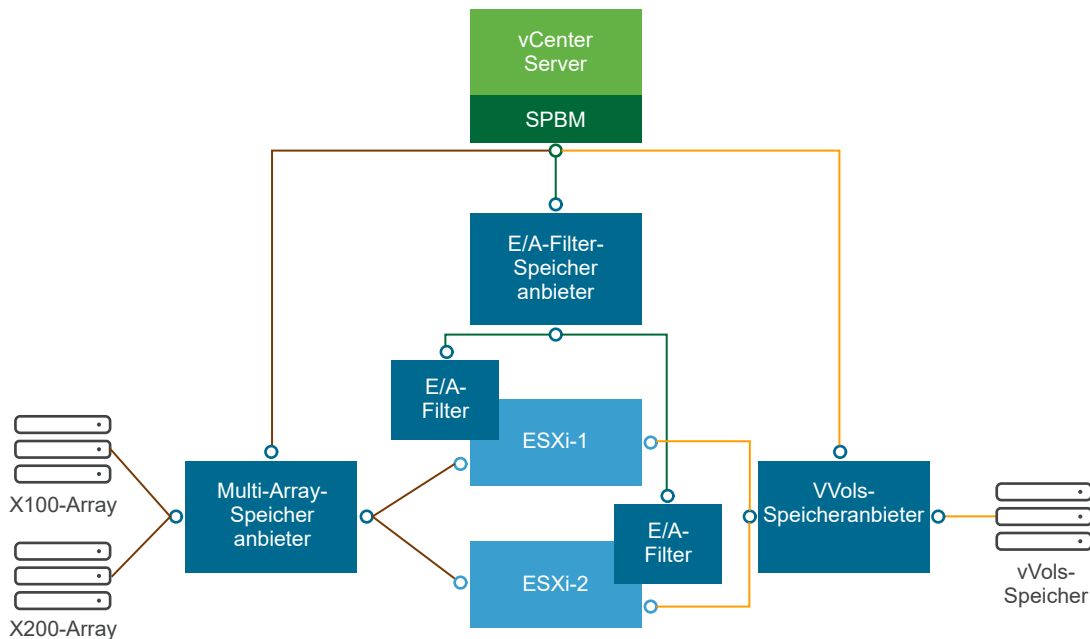 vCenter
Server
SPBM
E/A-Filter-
Speicher
anbieter
E/A-
Filter
ESXi-1
X100-Array
Multi-Array-
Speicher
anbieter
VVols-
Speicheranbieter
E/A-
Filter
ESXi-2
vVols-
Speicher
X200-Array